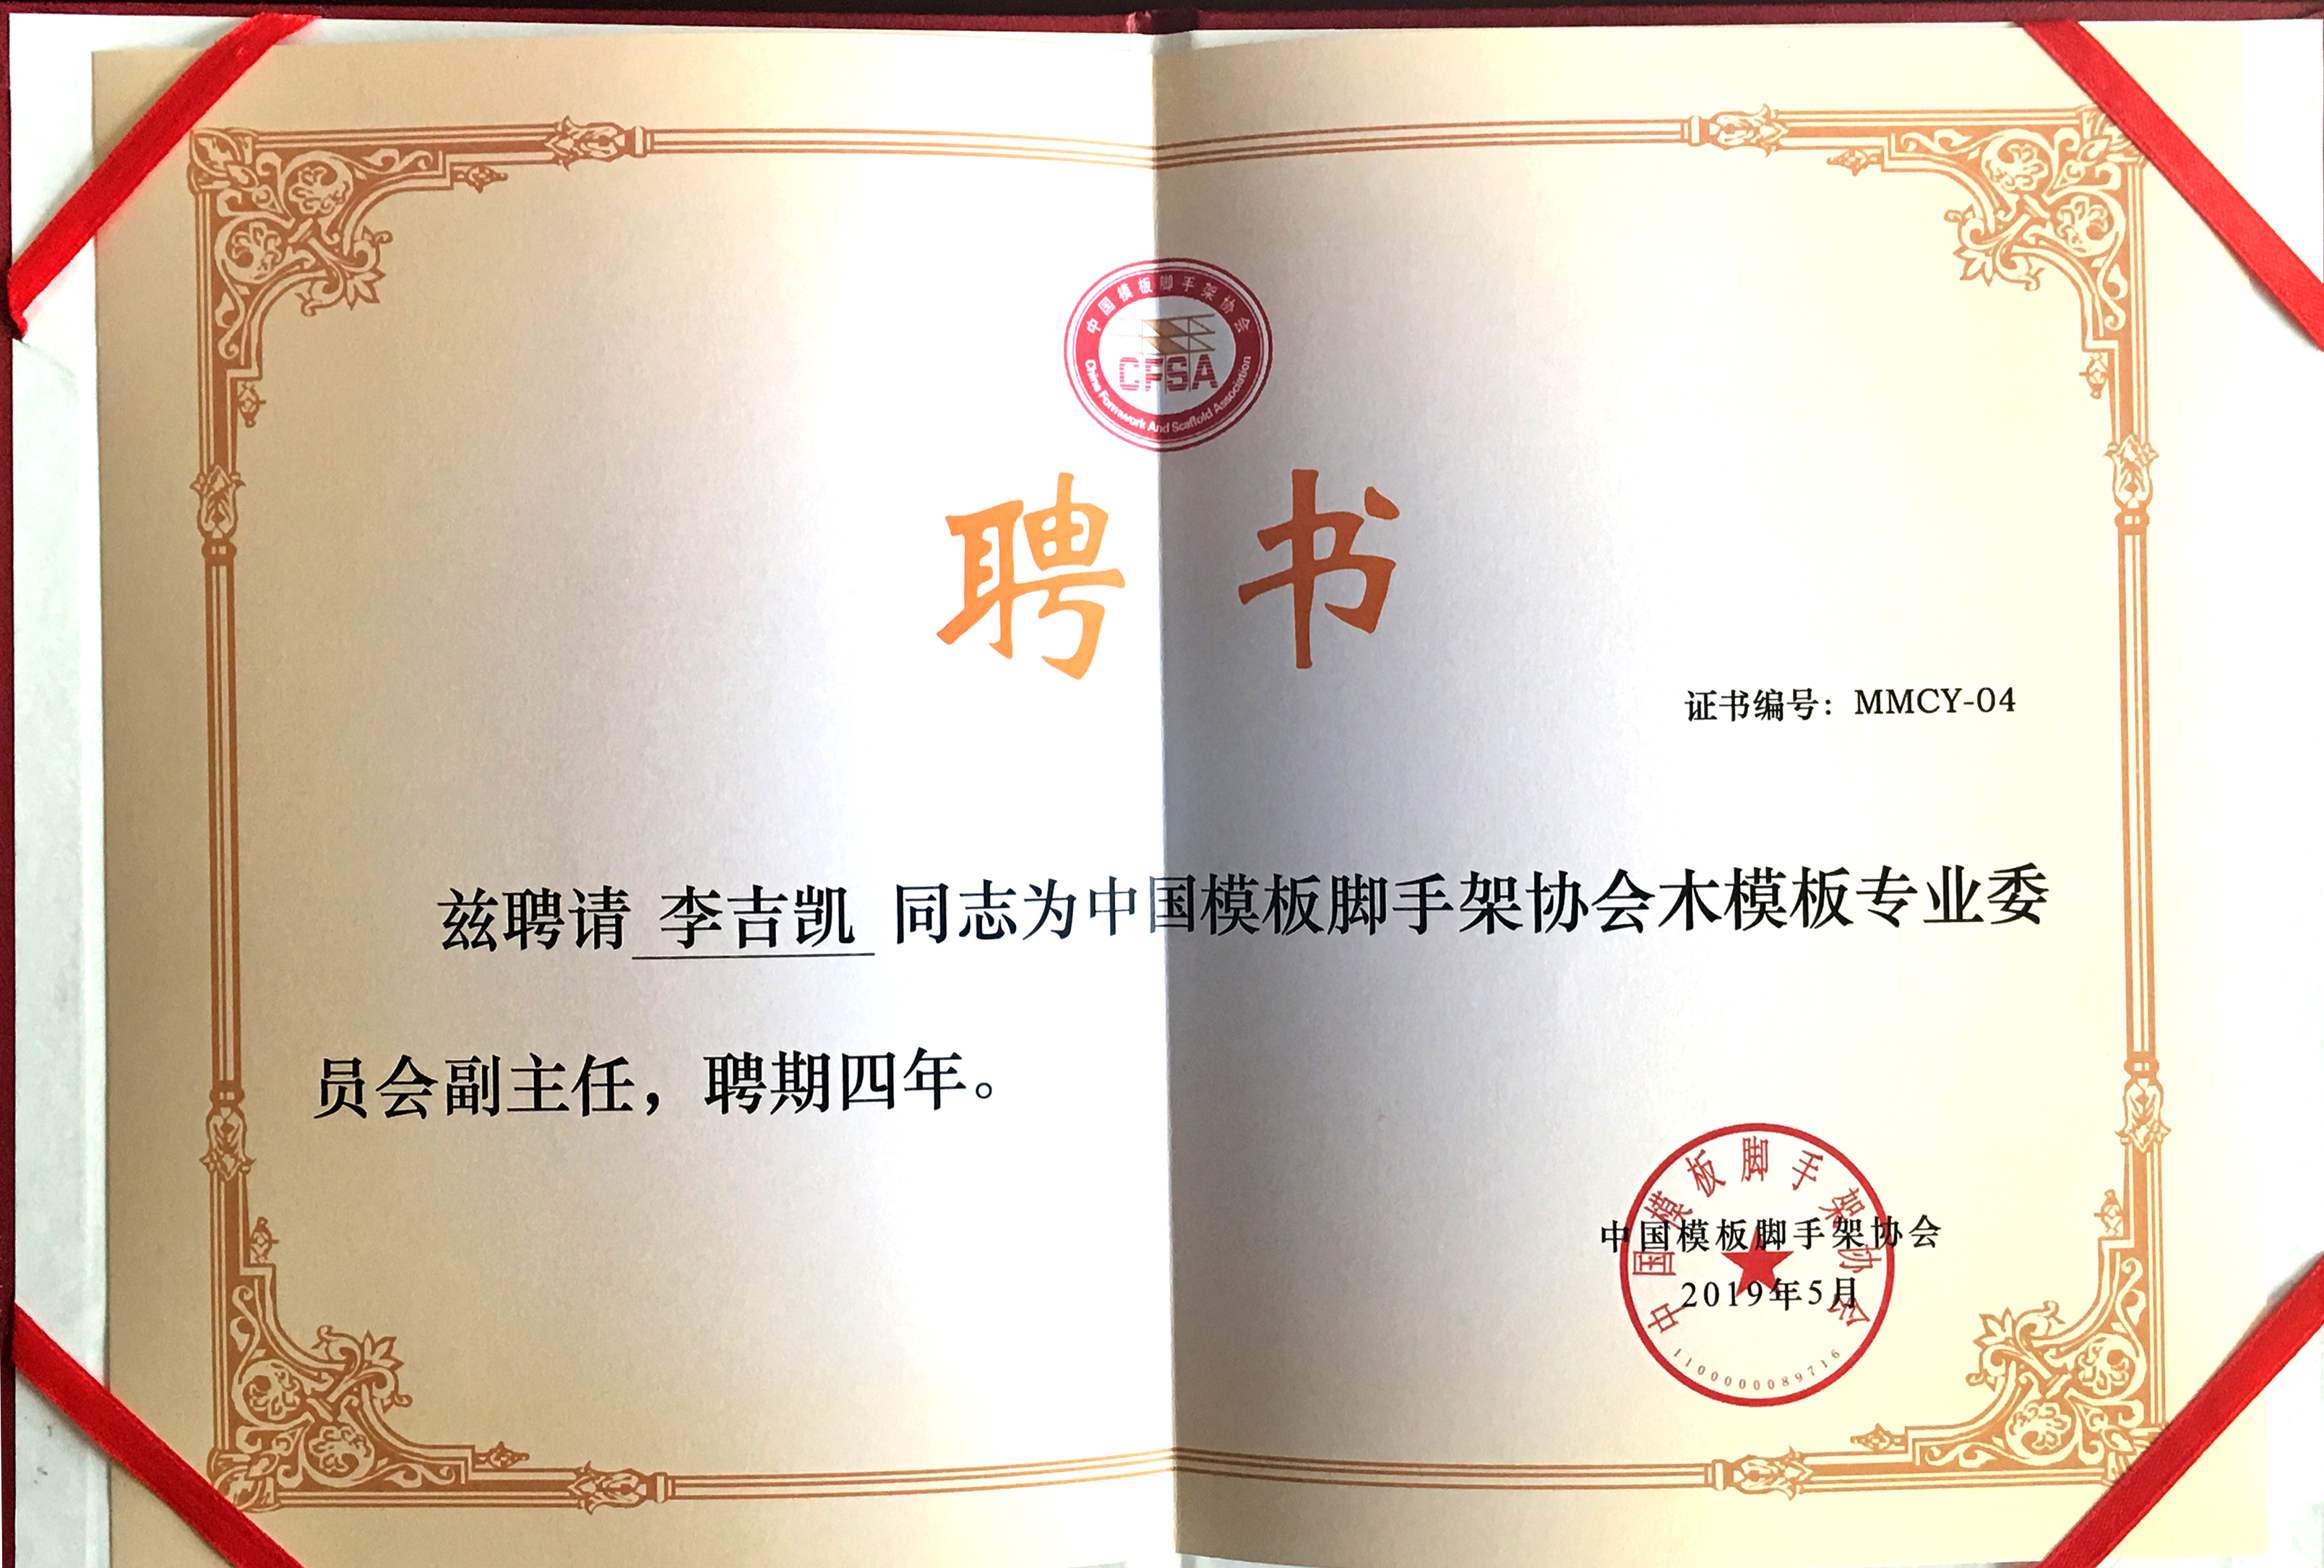 中国模板脚手架协会
CFSA
China Formwork And Scaffold Association
聘 书
证书编号：MMCY-04
兹聘请 李吉凯 同志为中国模板脚手架协会木模板专业委
员会副主任，聘期四年。
中国模板脚手架协会
中国模板脚手架协会
2019年5月
1100000089716